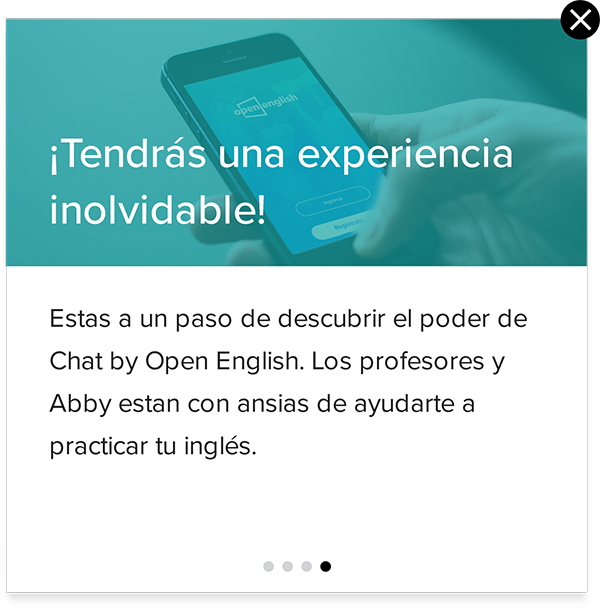 open english
¡Tendrás una experiencia
inolvidable!
Ingresa
Regístrate
Estas a un paso de descubrir el poder de
Chat by Open English. Los profesores y
Abby estan con ansias de ayudarte a
practicar tu inglés.